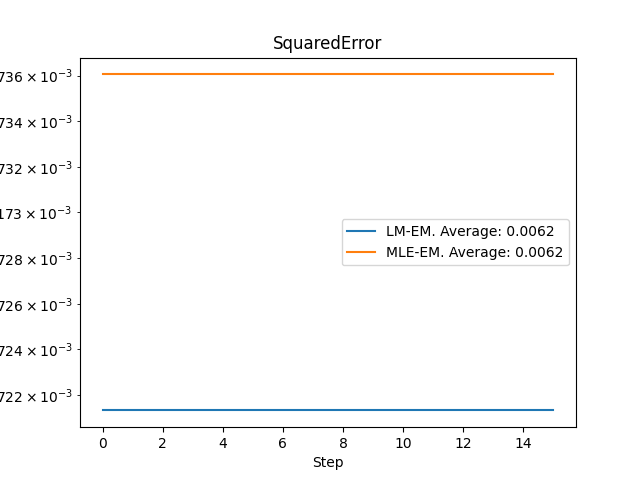 SquaredError
736 × 10⁻³
734 × 10⁻³
732 × 10⁻³
173 × 10⁻³
728 × 10⁻³
726 × 10⁻³
724 × 10⁻³
722 × 10⁻³
LM-EM. Average: 0.0062
MLE-EM. Average: 0.0062
0 2 4 6 8 10 12 14
Step